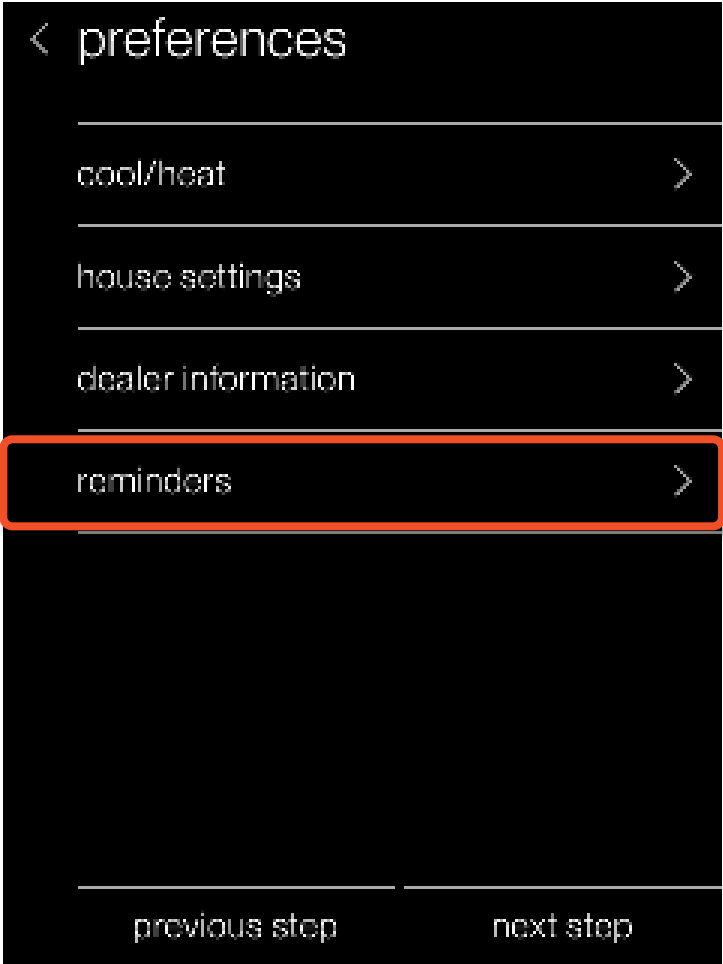 preferences
cool/heat
house settings
dealer information
reminders
previous step
next step